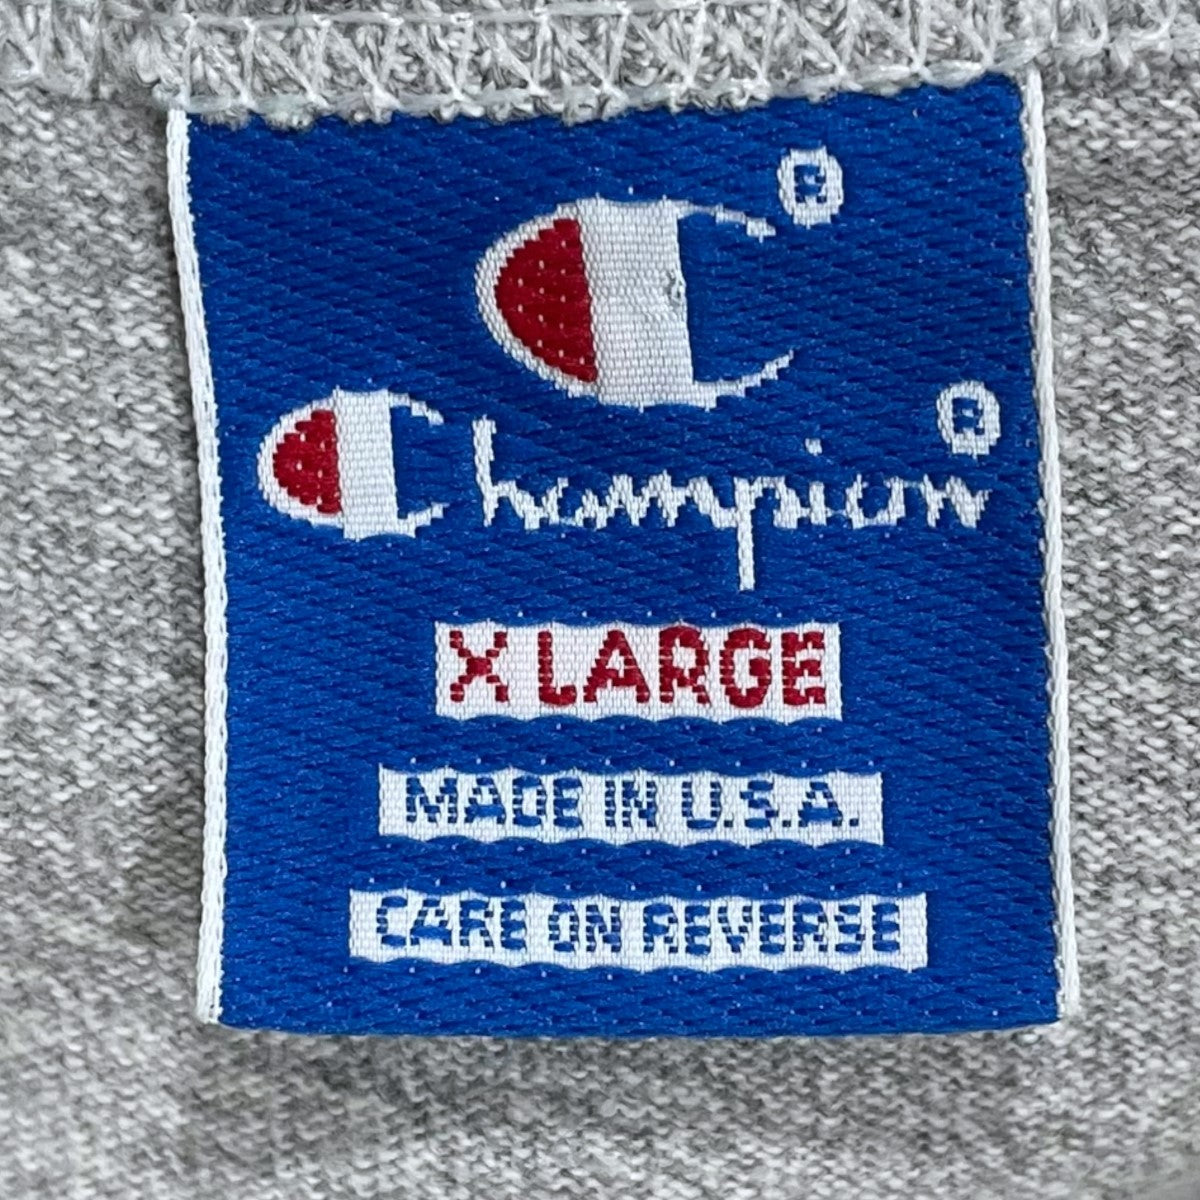 C®
Champion®
X LARGE
MADE IN U.S.A.
CARE ON REVERSE